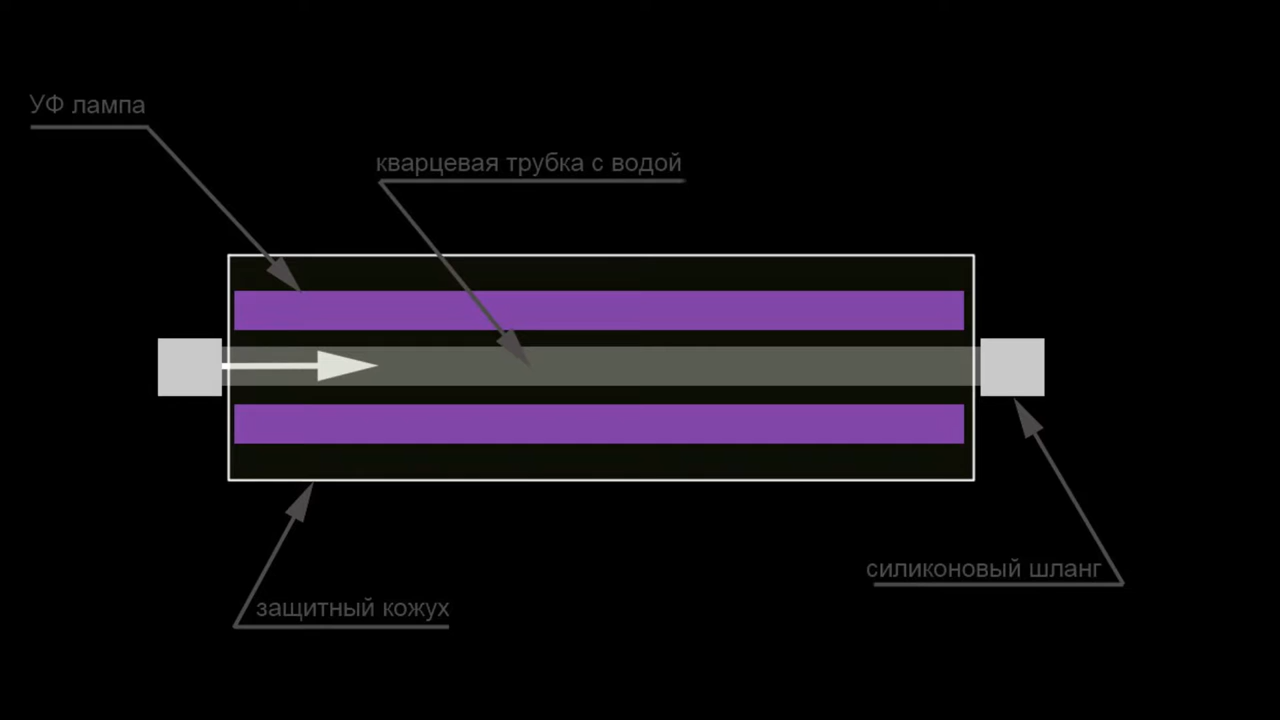 УФ лампа
кварцевая трубка с водой
силиконовый шланг
защитный кожух